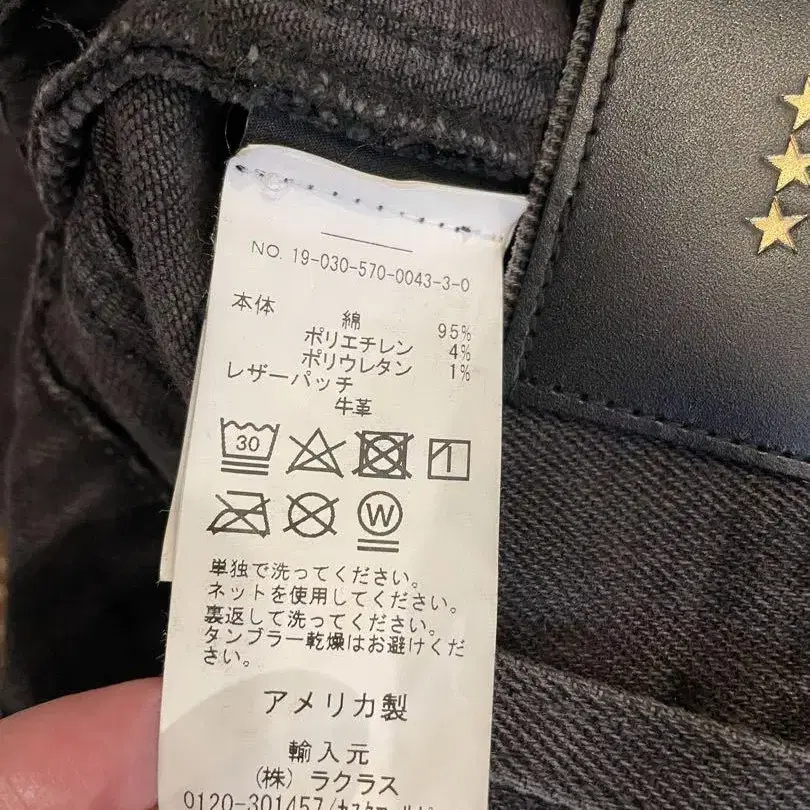 NO. 19-030-570-0043-3-0
本体
綿 95%
ポリエチレン 4%
ポリウレタン 1%
レザーパッチ
牛革
30
W
単独で洗ってください。
ネットを使用してください。
裏返して洗ってください。
タンブラー乾燥はお避けくだ
さい。
アメリカ製
輸入元
(株) ラクラス
0120-301457/